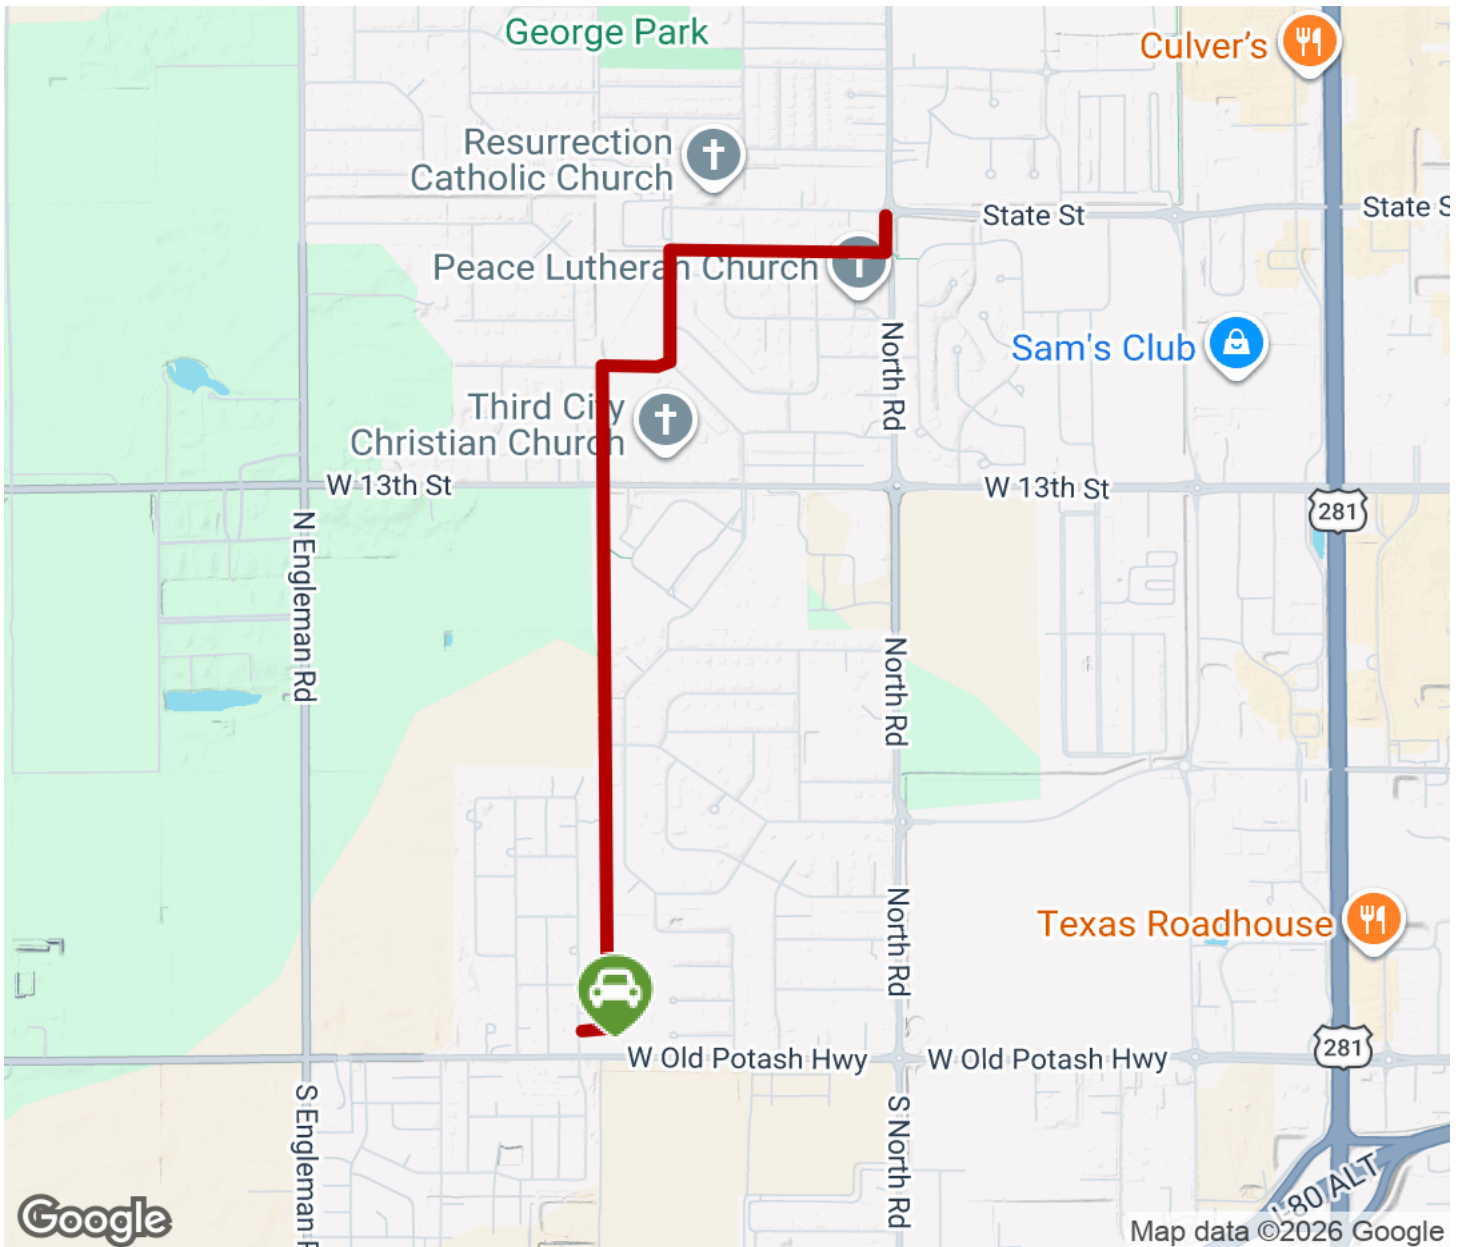 George Park
Culver's
Resurrection
Catholic Church
State St
State S
Peace Lutheran Church
North Rd
Sam's Club
Third City
Christian Church
W 13th St
W 13th St
281
N Engleman Rd
North Rd
North Rd
Texas Roadhouse
281
W Old Potash Hwy
W Old Potash Hwy
S Engleman R
S North Rd
I-80 ALT
Google
Map data ©2026 Google